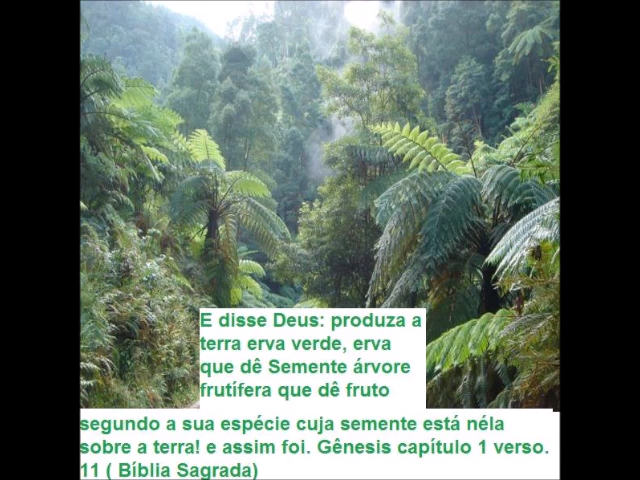 E disse Deus: produza a
terra erva verde, erva
que dê Semente árvore
frutífera que dê fruto
segundo a sua espécie cuja semente está néla
sobre a terra! e assim foi. Gênesis capítulo 1 verso.
11 ( Bíblia Sagrada)